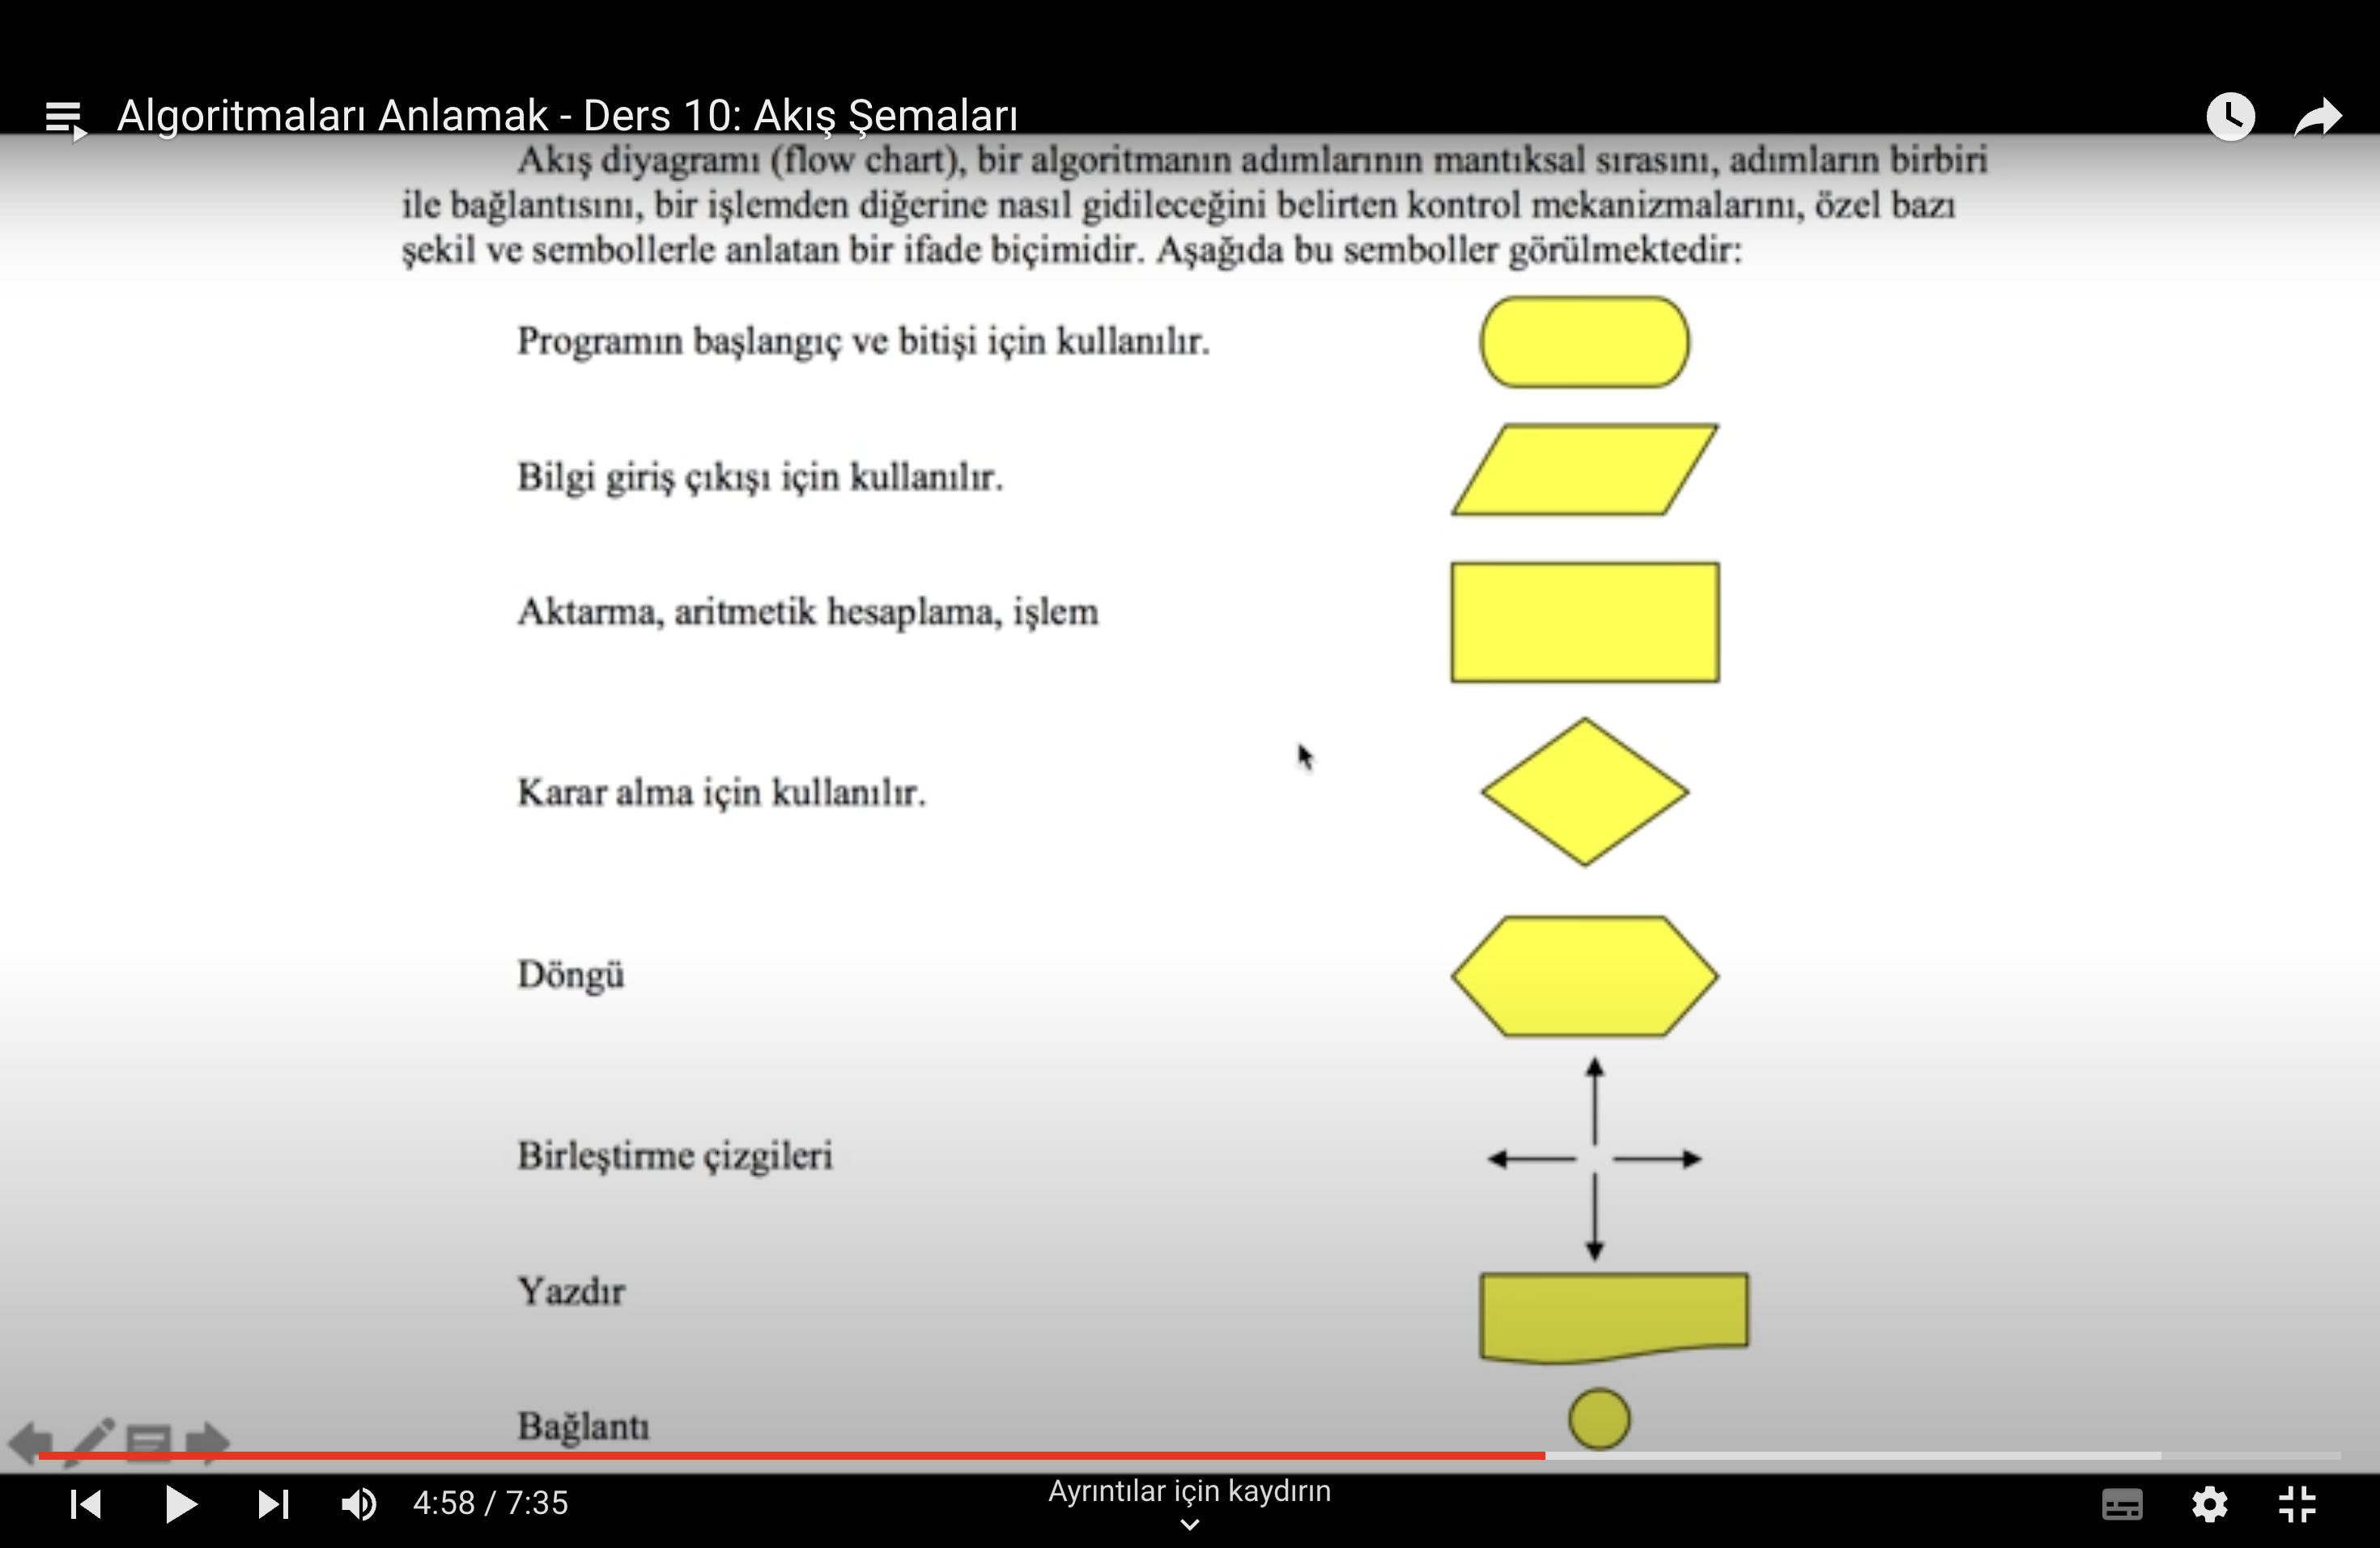 Algoritmaları Anlamak - Ders 10: Akış Şemaları
Akış diyagramı (flow chart), bir algoritmanın adımlarının mantıksal sırasını, adımların birbiri
ile bağlantısını, bir işlemden diğerine nasıl gidileceğini belirten kontrol mekanizmalarını, özel bazı
şekil ve sembollerle anlatan bir ifade biçimidir. Aşağıda bu semboller görülmektedir:
Programın başlangıç ve bitişi için kullanılır.
Bilgi giriş çıkışı için kullanılır.
Aktarma, aritmetik hesaplama, işlem
Karar alma için kullanılır.
Döngü
Birleştirme çizgileri
Yazdır
Bağlantı
4:58 / 7:35
Ayrıntılar için kaydırın